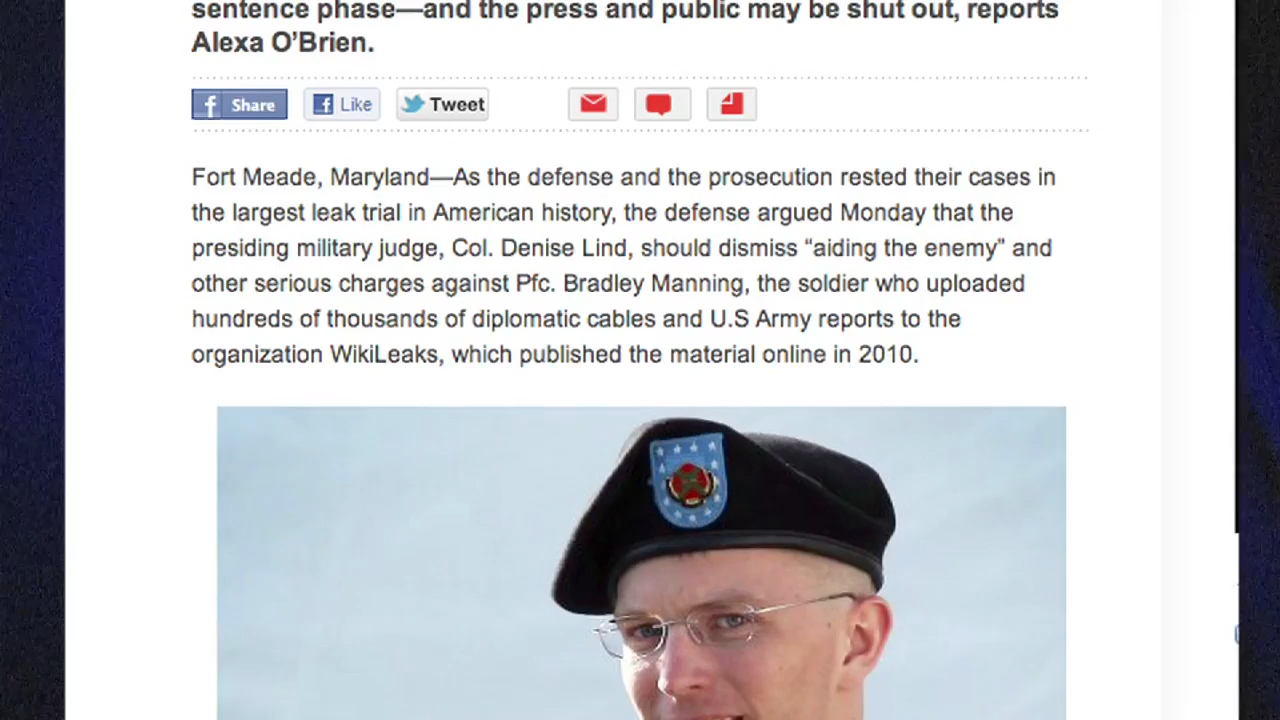 sentence phase—and the press and public may be shut out, reports
Alexa O’Brien.
f Share
f Like
Tweet
Fort Meade, Maryland—As the defense and the prosecution rested their cases in
the largest leak trial in American history, the defense argued Monday that the
presiding military judge, Col. Denise Lind, should dismiss “aiding the enemy” and
other serious charges against Pfc. Bradley Manning, the soldier who uploaded
hundreds of thousands of diplomatic cables and U.S Army reports to the
organization WikiLeaks, which published the material online in 2010.